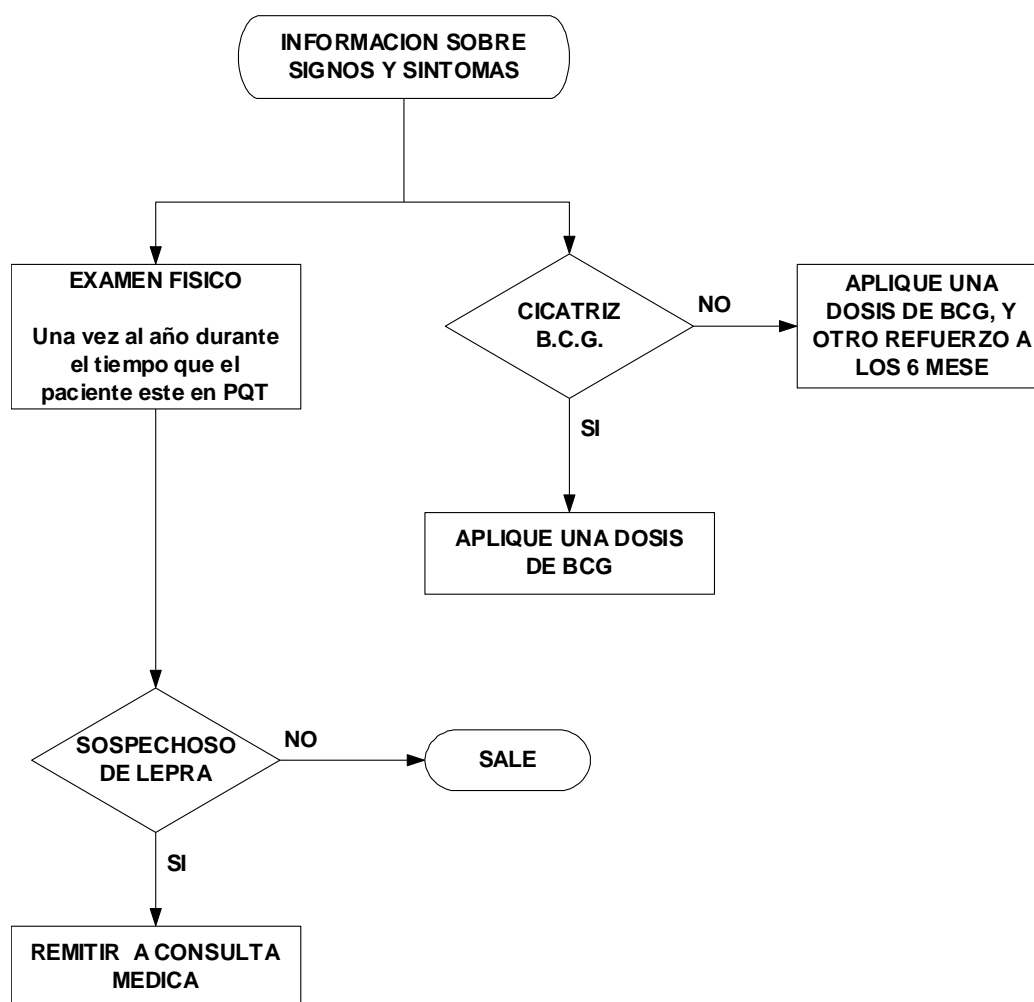 INFORMACION SOBRE
SIGNOS Y SINTOMAS
EXAMEN FISICO
Una vez al año durante
el tiempo que el
paciente este en PQT
CICATRIZ
B.C.G.
NO
APLIQUE UNA
DOSIS DE BCG, Y
OTRO REFUERZO A
LOS 6 MESE
SI
APLIQUE UNA DOSIS
DE BCG
SOSPECHOSO
DE LEPRA
NO
SALE
SI
REMITIR A CONSULTA
MEDICA